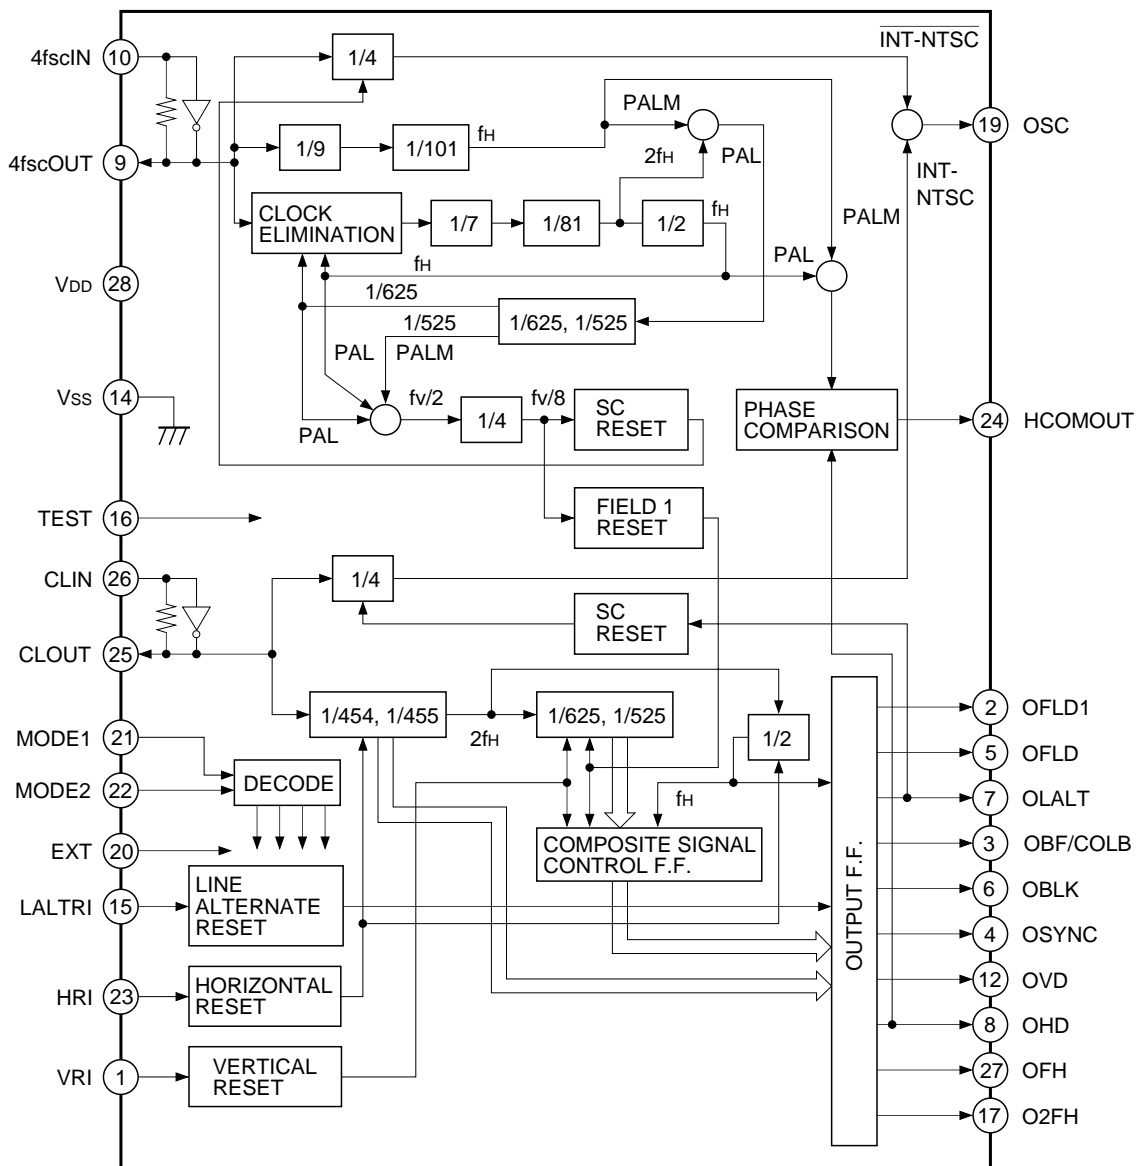 INT-NTSC
4fscIN 10
1/4
PALM
19 OSC
4fscOUT 9
1/9
1/101
fH
2fH
PAL
INT-
NTSC
CLOCK
ELIMINATION
1/7
1/81
1/2
fH
PALM
PAL
VDD 28
fH
1/625
1/525
1/625, 1/525
PAL
PALM
VSS 14
fv/2
1/4
fv/8
SC
RESET
PHASE
COMPARISON
24 HCOMOUT
PAL
TEST 16
FIELD 1
RESET
CLIN 26
1/4
SC
RESET
CLOUT 25
1/454, 1/455
2fH
1/625, 1/525
1/2
2 OFLD1
MODE1 21
5 OFLD
MODE2 22
DECODE
fH
7 OLALT
EXT 20
COMPOSITE SIGNAL
CONTROL F.F.
3 OBF/COLB
LALTRI 15
LINE
ALTERNATE
RESET
OUTPUT F.F.
6 OBLK
4 OSYNC
HRI 23
HORIZONTAL
RESET
12 OVD
8 OHD
VRI 1
VERTICAL
RESET
27 OFH
17 O2FH